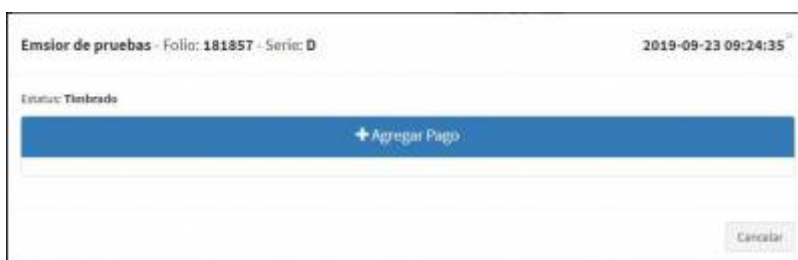 Emsior de pruebas - Folio: 181857 - Serie: D 2019-09-23 09:24:35
Estatus: Timbrado
+ Agregar Pago
Cancelar